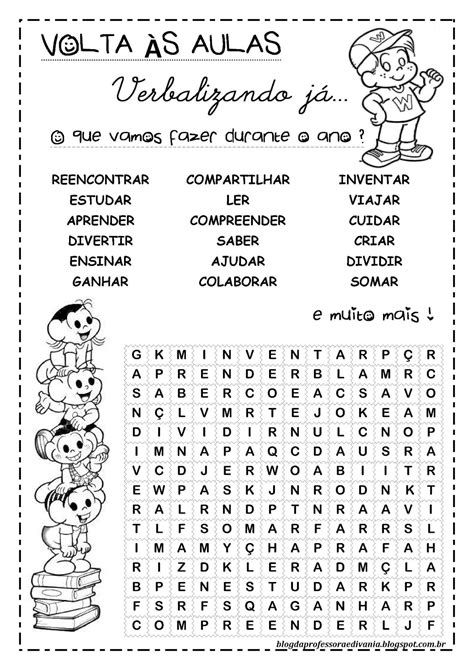 VOLTA ÀS AULAS
Verbalizando já...
O que vamos fazer durante o ano ?
REENCONTRAR COMPARTILHAR INVENTAR
ESTUDAR LER VIAJAR
APRENDER COMPREENDER CUIDAR
DIVERTIR SABER CRIAR
ENSINAR AJUDAR DIVIDIR
GANHAR COLABORAR SOMAR
e muito mais !
G K M I N V E N T A R P Ç R
A P R E N D E R B L A M R C
S A B E R C O E A C S A V O
N Ç L V M R T E J O K E A M
D I V I D I R N U L C N O P
I M N A P A Q C D A U S R A
V C D J E R W O A B I I T R
E W P A S K J N R O D N K T
R A L R N D P T N R A A V I
T L F S O M A R F A R R S L
I M A M Y Ç H A P R A F A H
R I Z D K L E R A D M Ç L A
B P E N E S T U D A R K P R
F S R F S Q A G A N H A R P
C O M P R E E N D E R L J F
blogdaprofessoraedivania.blogspot.com.br
W
W